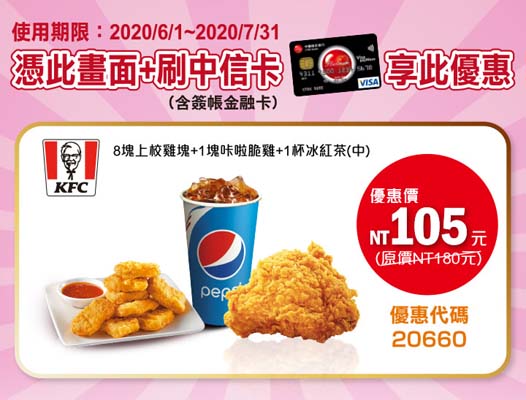 使用期限：2020/6/1~2020/7/31
憑此畫面+刷中信卡
享此優惠
(含簽帳金融卡)
VISA
KFC
8塊上校雞塊+1塊咔啦脆雞+1杯冰紅茶(中)
pepsi
優惠價
NT105元
(原價NT180元)
優惠代碼
20660